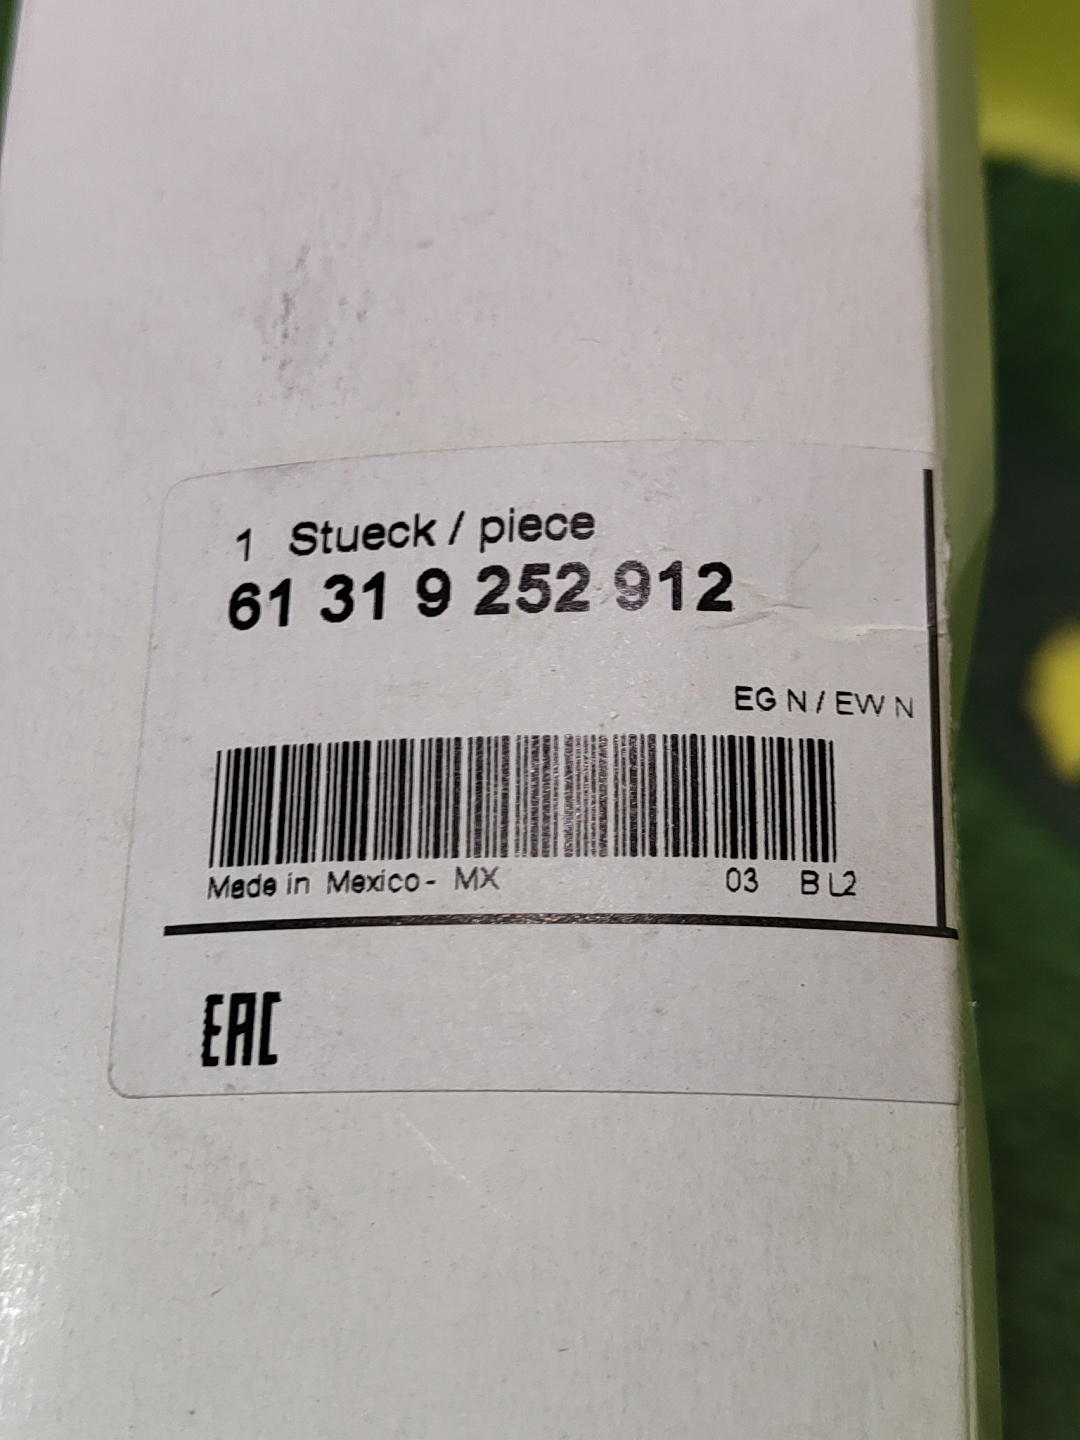 1 Stueck / piece
61 31 9 252 912
EG N / EW N
Made in Mexico - MX 03 B L2
EAC